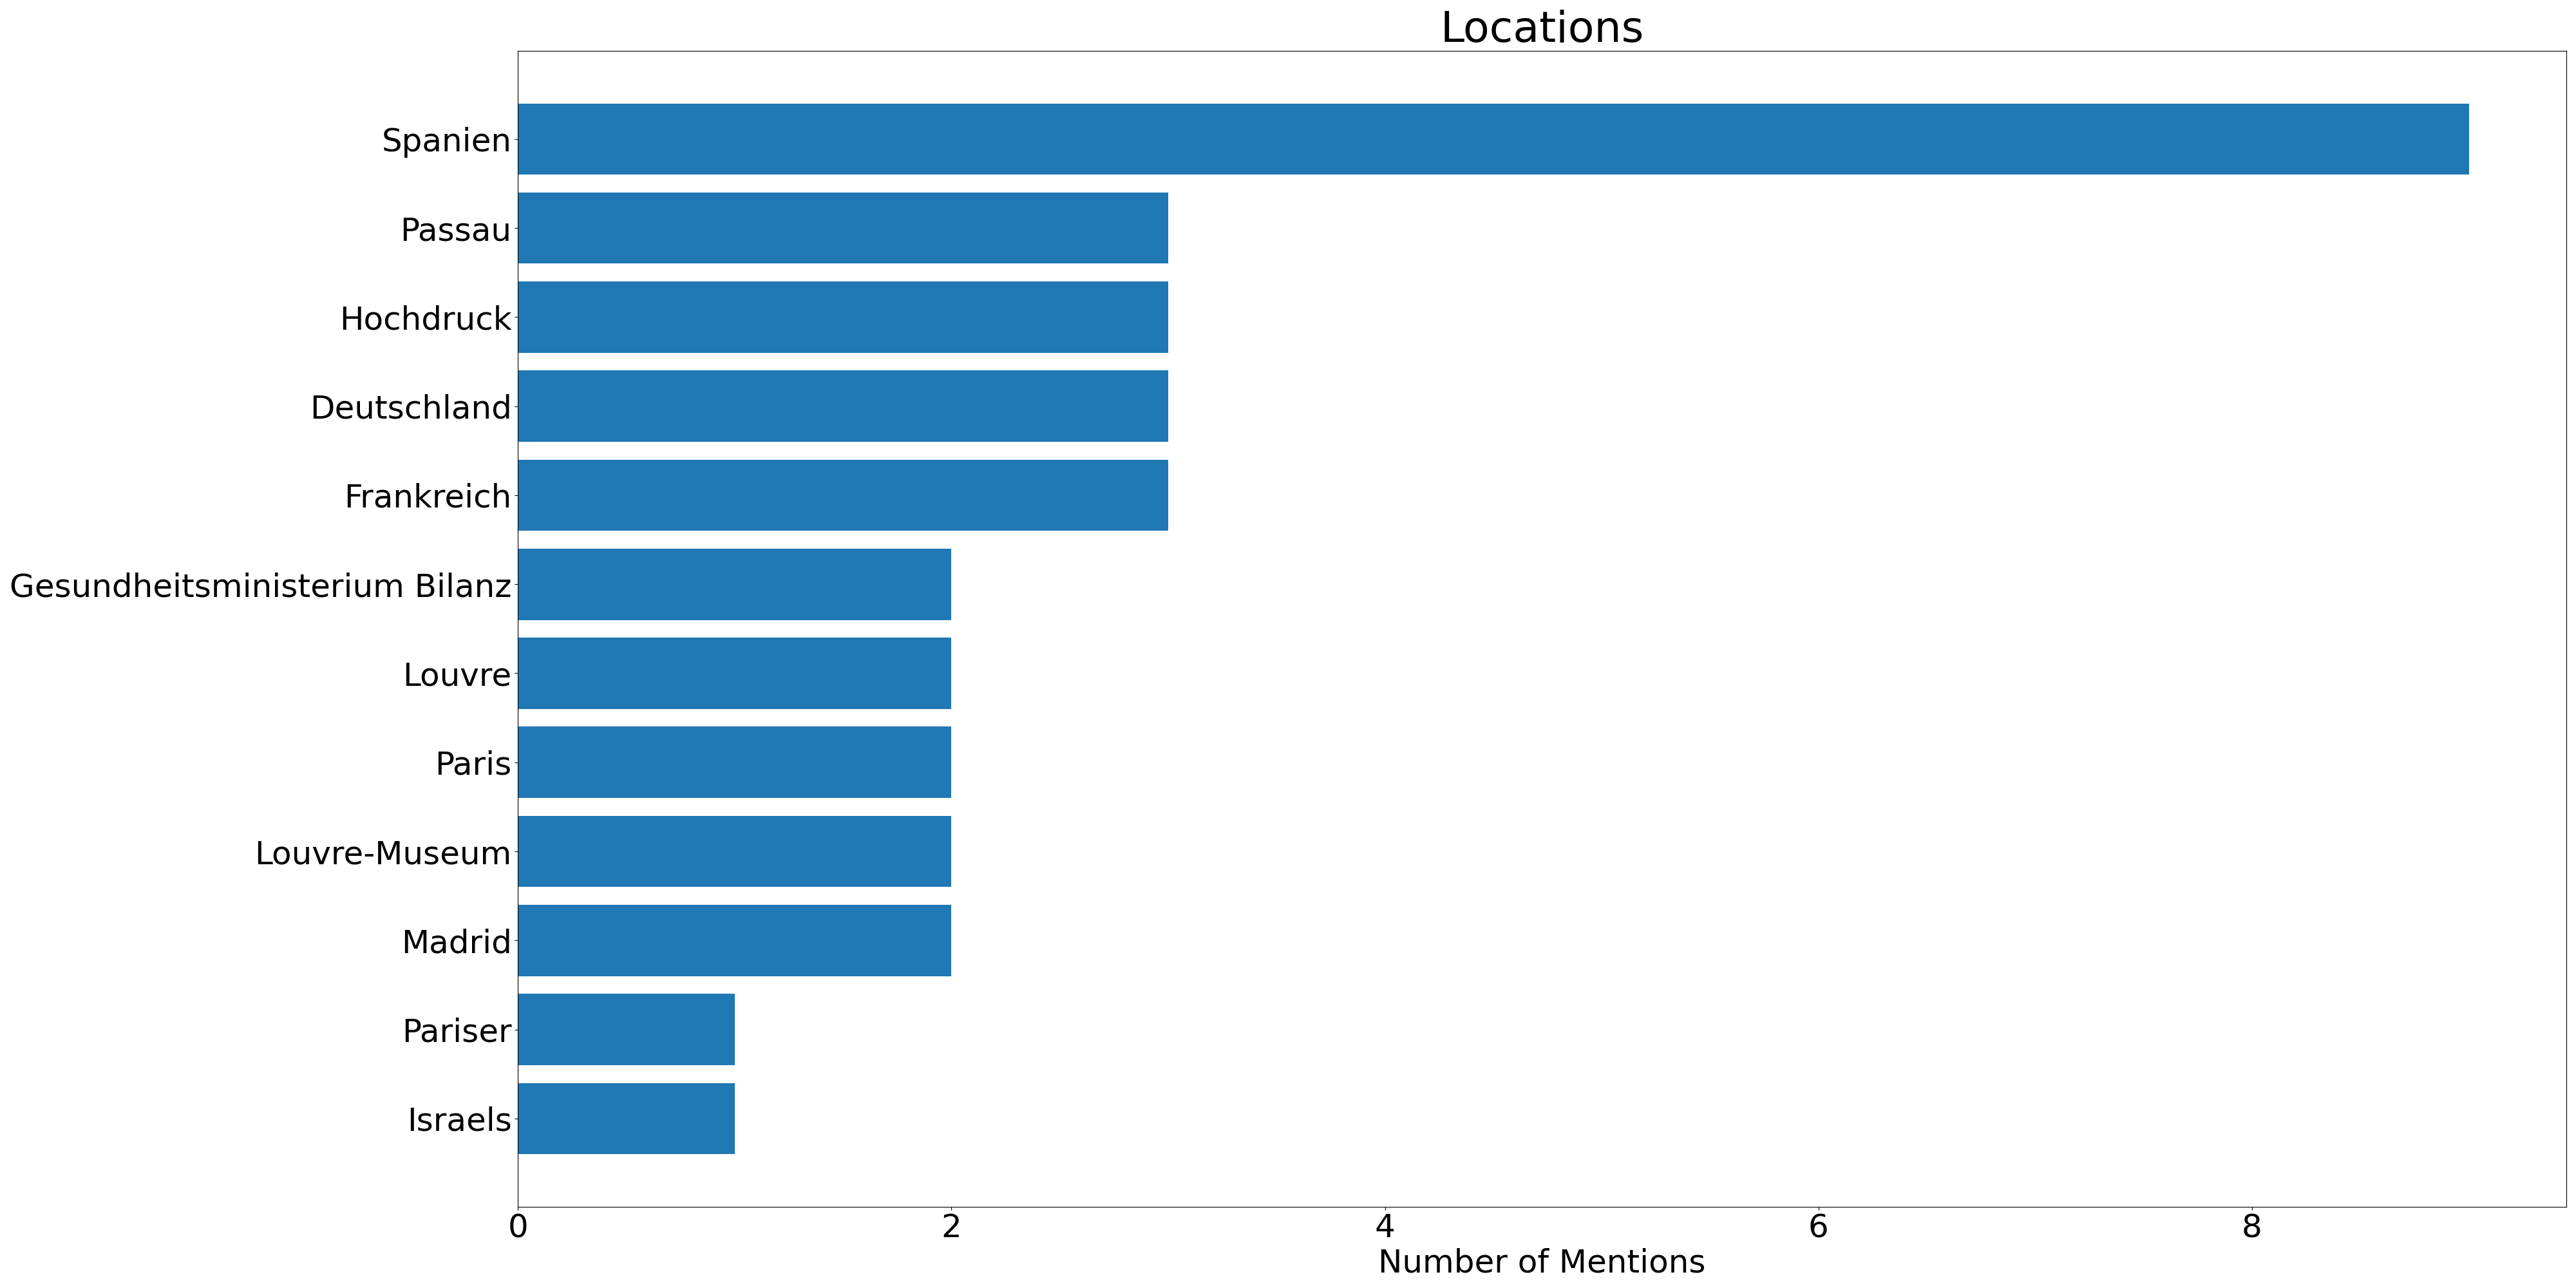 Locations
Spanien
Passau
Hochdruck
Deutschland
Frankreich
Gesundheitsministerium Bilanz
Louvre
Paris
Louvre-Museum
Madrid
Pariser
Israels
0 2 4 6 8
Number of Mentions